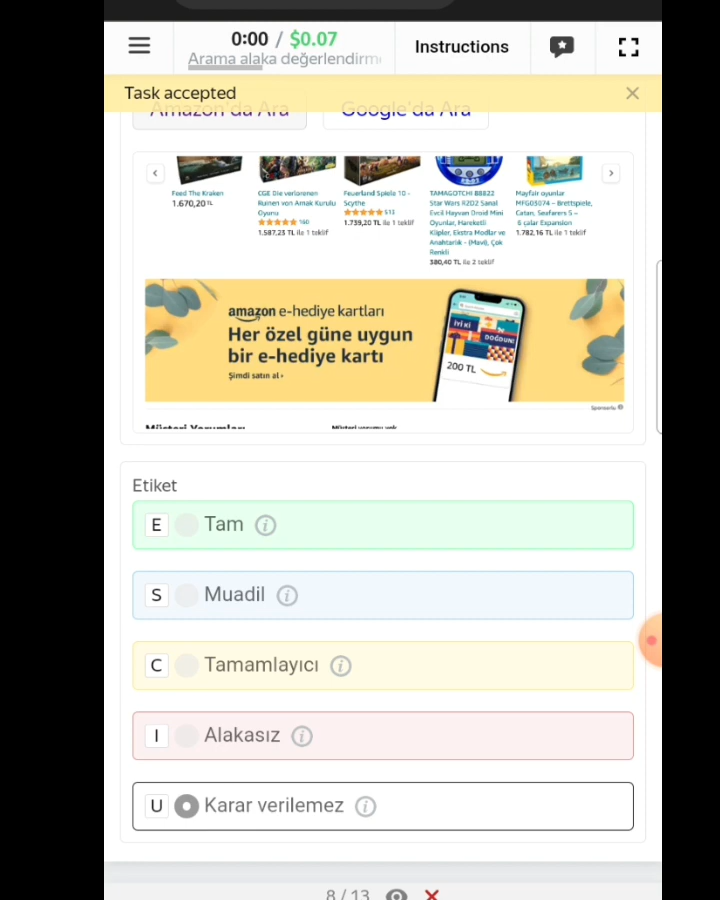 0:00 / $0.07
Arama alaka değerlendirme
Instructions
Task accepted
Amazon'da Ara
Google'da Ara
Feed The Kraken
1.670,20 TL
CGE Die verlorenen
Ruinen von Arnak Kurulu
Oyunu
160
1.587,23 TL ile 1 teklif
Feuerland Spiele 10 -
Scythe
513
1.739,20 TL ile 1 teklif
TAMAGOTCHI 88822
Star Wars R2D2 Sanal
Evcil Hayvan Droid Mini
Oyunlar, Hareketli
Klipler, Ekstra Modlar ve
Anahtarlık - (Mavi), Çok
Renkli
380,40 TL ile 2 teklif
Mayfair oyunlar
MFG03074 - Brettspiele,
Catan, Seafarers 5 –
6 çalar Expansion
1.782,16 TL ile 1 teklif
amazon e-hediye kartları
Her özel güne uygun
bir e-hediye kartı
Şimdi satın al ›
İYİ Kİ
DOĞDUN!
200 TL
Sponsorlu
Müşteri Yorumları
Müşteri yorumu yok
Etiket
E Tam
S Muadil
C Tamamlayıcı
I Alakasız
U Karar verilemez
8 / 13